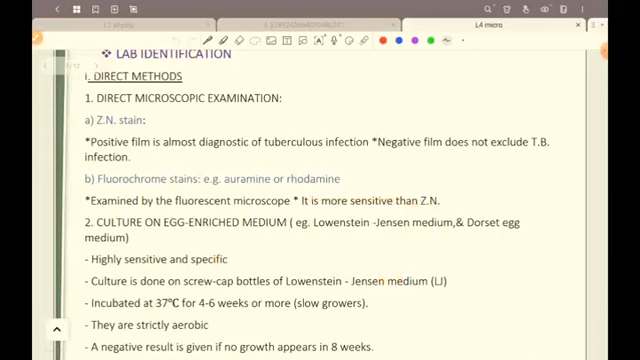 L4 micro
LAB IDENTIFICATION
I. DIRECT METHODS
1. DIRECT MICROSCOPIC EXAMINATION:
a) Z.N. stain:
*Positive film is almost diagnostic of tuberculous infection *Negative film does not exclude T.B.
infection.
b) Fluorochrome stains: e.g. auramine or rhodamine
*Examined by the fluorescent microscope * It is more sensitive than Z.N.
2. CULTURE ON EGG-ENRICHED MEDIUM ( eg. Lowenstein -Jensen medium,& Dorset egg
medium)
- Highly sensitive and specific
- Culture is done on screw-cap bottles of Lowenstein - Jensen medium (LJ)
- Incubated at 37℃ for 4-6 weeks or more (slow growers).
- They are strictly aerobic
- A negative result is given if no growth appears in 8 weeks.